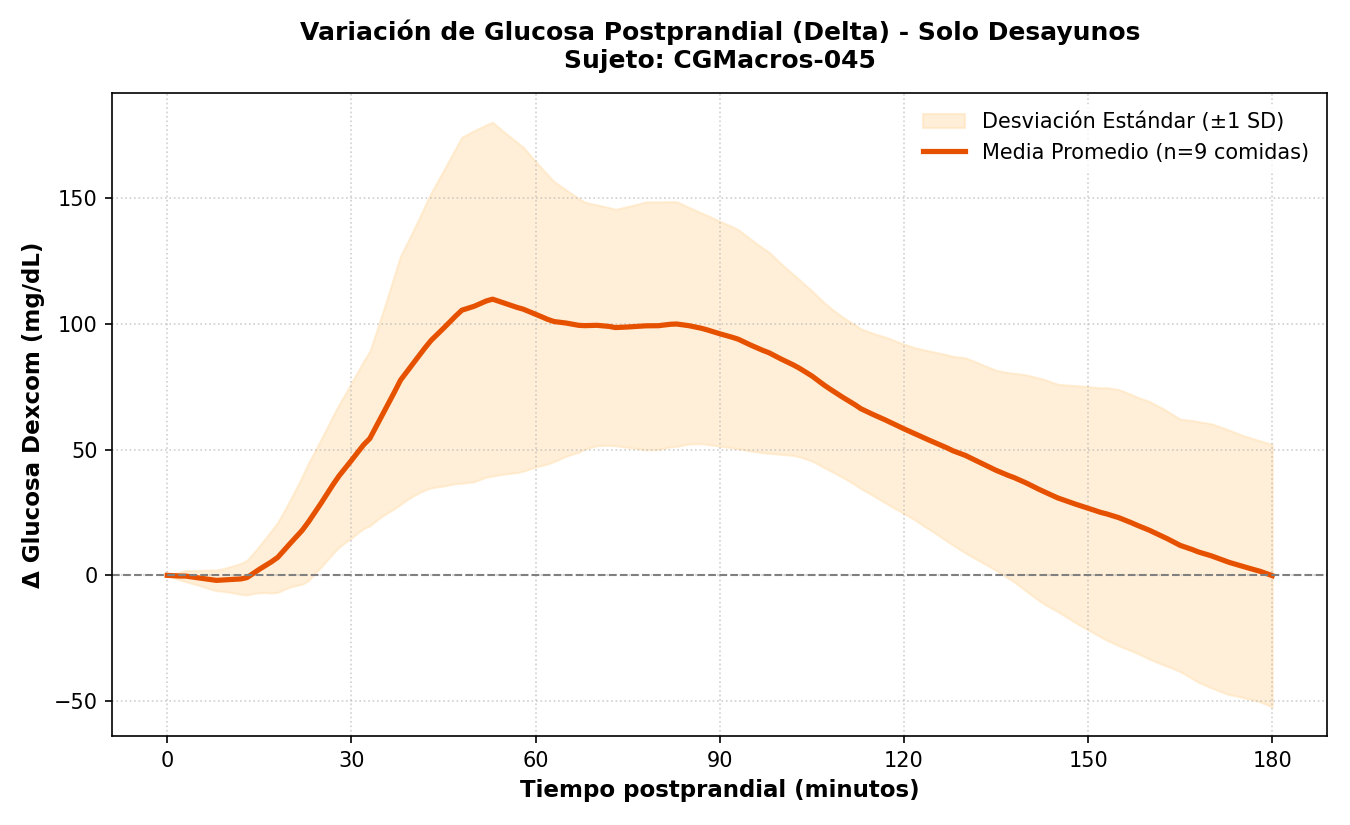 Variación de Glucosa Postprandial (Delta) - Solo Desayunos
Sujeto: CGMacros-045
Desviación Estándar (±1 SD)
Media Promedio (n=9 comidas)
Δ Glucosa Dexcom (mg/dL)
150
100
50
0
−50
0 30 60 90 120 150 180
Tiempo postprandial (minutos)